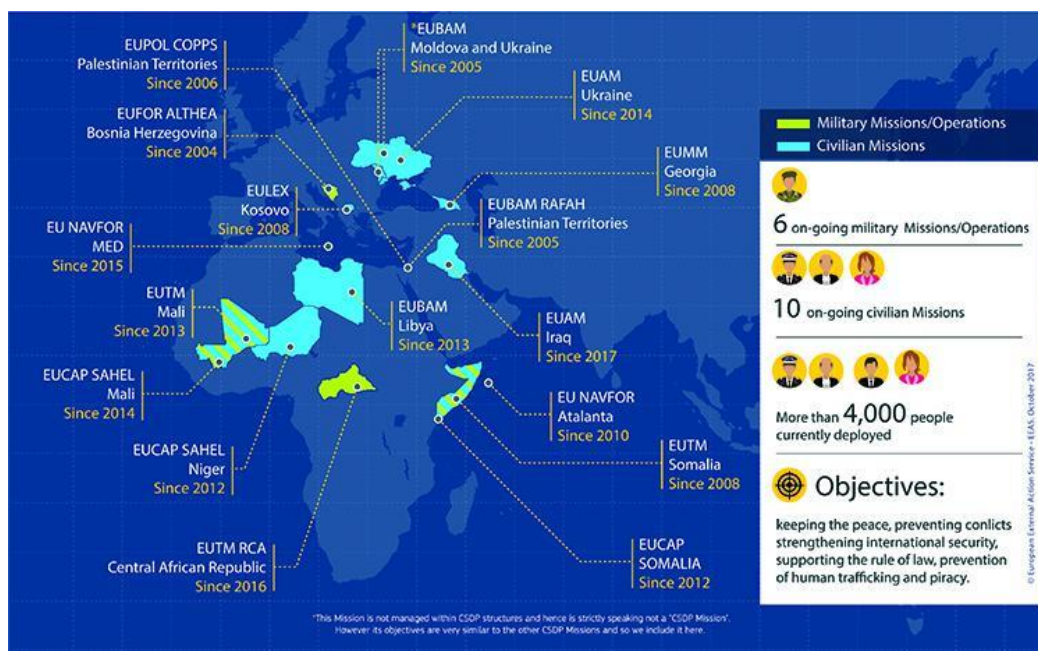 EUPOL COPPS
Palestinian Territories
Since 2006
*EUBAM
Moldova and Ukraine
Since 2005
EUAM
Ukraine
Since 2014
EUFOR ALTHEA
Bosnia Herzegovina
Since 2004
EUMM
Georgia
Since 2008
EULEX
Kosovo
Since 2008
EUBAM RAFAH
Palestinian Territories
Since 2005
EU NAVFOR
MED
Since 2015
EUTM
Mali
Since 2013
EUBAM
Libya
Since 2013
EUAM
Iraq
Since 2017
EUCAP SAHEL
Mali
Since 2014
EU NAVFOR
Atalanta
Since 2010
EUCAP SAHEL
Niger
Since 2012
EUTM
Somalia
Since 2008
EUTM RCA
Central African Republic
Since 2016
EUCAP
SOMALIA
Since 2012
*This Mission is not managed within CSDP structures and hence is strictly speaking not a "CSDP Mission".
However its objectives are very similar to the other CSDP Missions and so we include it here.
Military Missions/Operations
Civilian Missions
6 on-going military Missions/Operations
10 on-going civilian Missions
More than 4,000 people
currently deployed
Objectives:
keeping the peace, preventing conlicts
strengthening international security,
supporting the rule of law, prevention
of human trafficking and piracy.
© European External Action Service - EEAS. October 2017